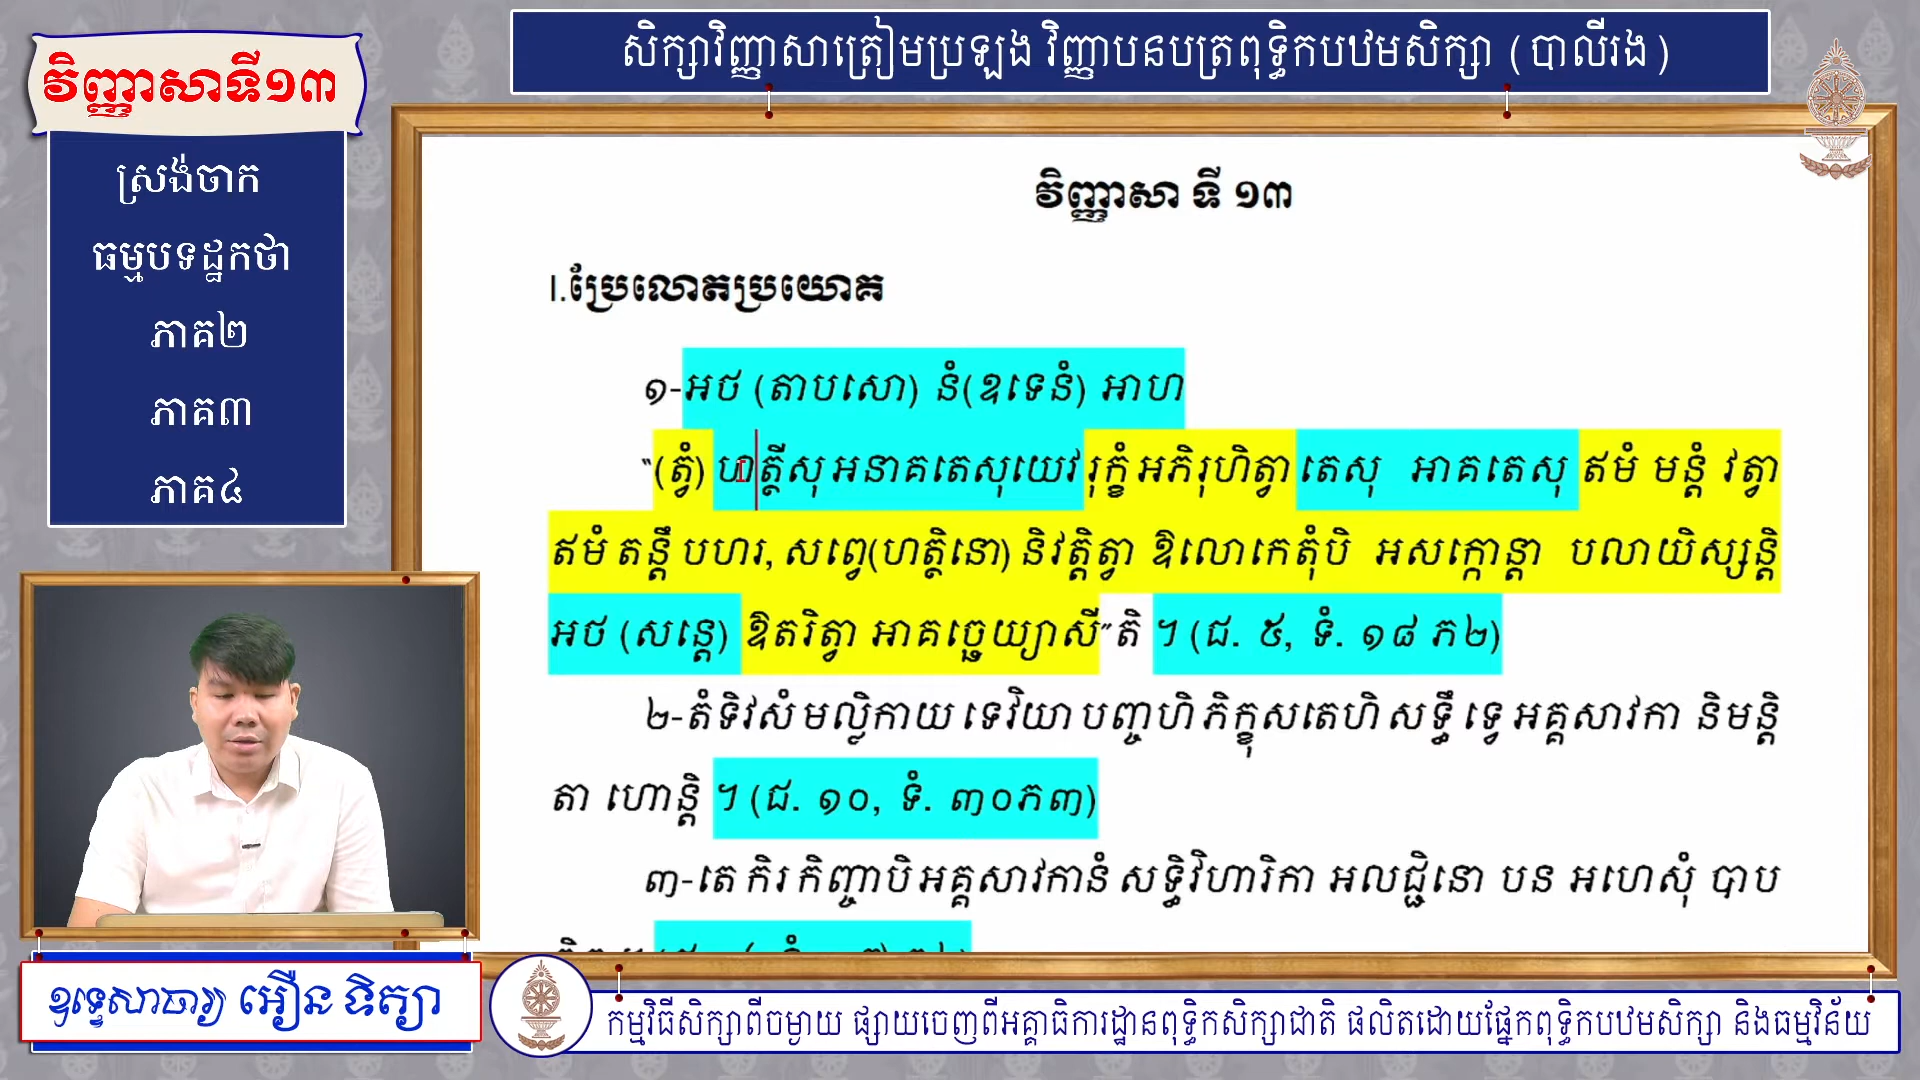 សិក្សាវិញ្ញាសាត្រៀមប្រឡង វិញ្ញាបនបត្រពុទ្ធិកបឋមសិក្សា (បាលីរង)
វិញ្ញាសាទី១៣
ស្រង់ចាក
ធម្មបទដ្ឋកថា
ភាគ២
ភាគ៣
ភាគ៤
វិញ្ញាសា ទី ១៣
I.ប្រែលោតប្រយោគ
១-អថ (តាបសោ) នំ(ឧទេនំ) អាហ
“(ត្វំ) ហត្ថីសុ អនាគតេសុយេវ រុក្ខំ អភិរុហិត្វា តេសុ អាគតេសុ ឥមំ មន្តំ វត្វា
ឥមំ តន្តឹ បហរ, សព្វេ(ហត្ថិនោ) និវត្តិត្វា ឱលោកេតុំបិ អសក្កោន្តា បលាយិស្សន្តិ
អថ (សន្តេ) ឱតរិត្វា អាគច្ឆេយ្យាសី”តិ ។ (ជ. ៥, ទំ. ១៨ ភ២)
២-តំទិវសំ មល្លិកាយ ទេវិយា បញ្ចហិ ភិក្ខុសតេហិ សទ្ធឹ ទ្វេ អគ្គសាវកា និមន្តិ
តា ហោន្តិ ។ (ជ. ១០, ទំ. ៣០ភ៣)
៣-តេ កិរ កិញ្ចាបិ អគ្គសាវកានំ សទ្ធិវិហារិកា អលជ្ជិនោ បន អហេសុំ បាប
ឧទ្ទេសាចារ្យ អឿន ទិត្យា
កម្មវិធីសិក្សាពីចម្ងាយ ផ្សាយចេញពីអគ្គាធិការដ្ឋានពុទ្ធិកសិក្សាជាតិ ផលិតដោយផ្នែកពុទ្ធិកបឋមសិក្សា និងធម្មវិន័យ